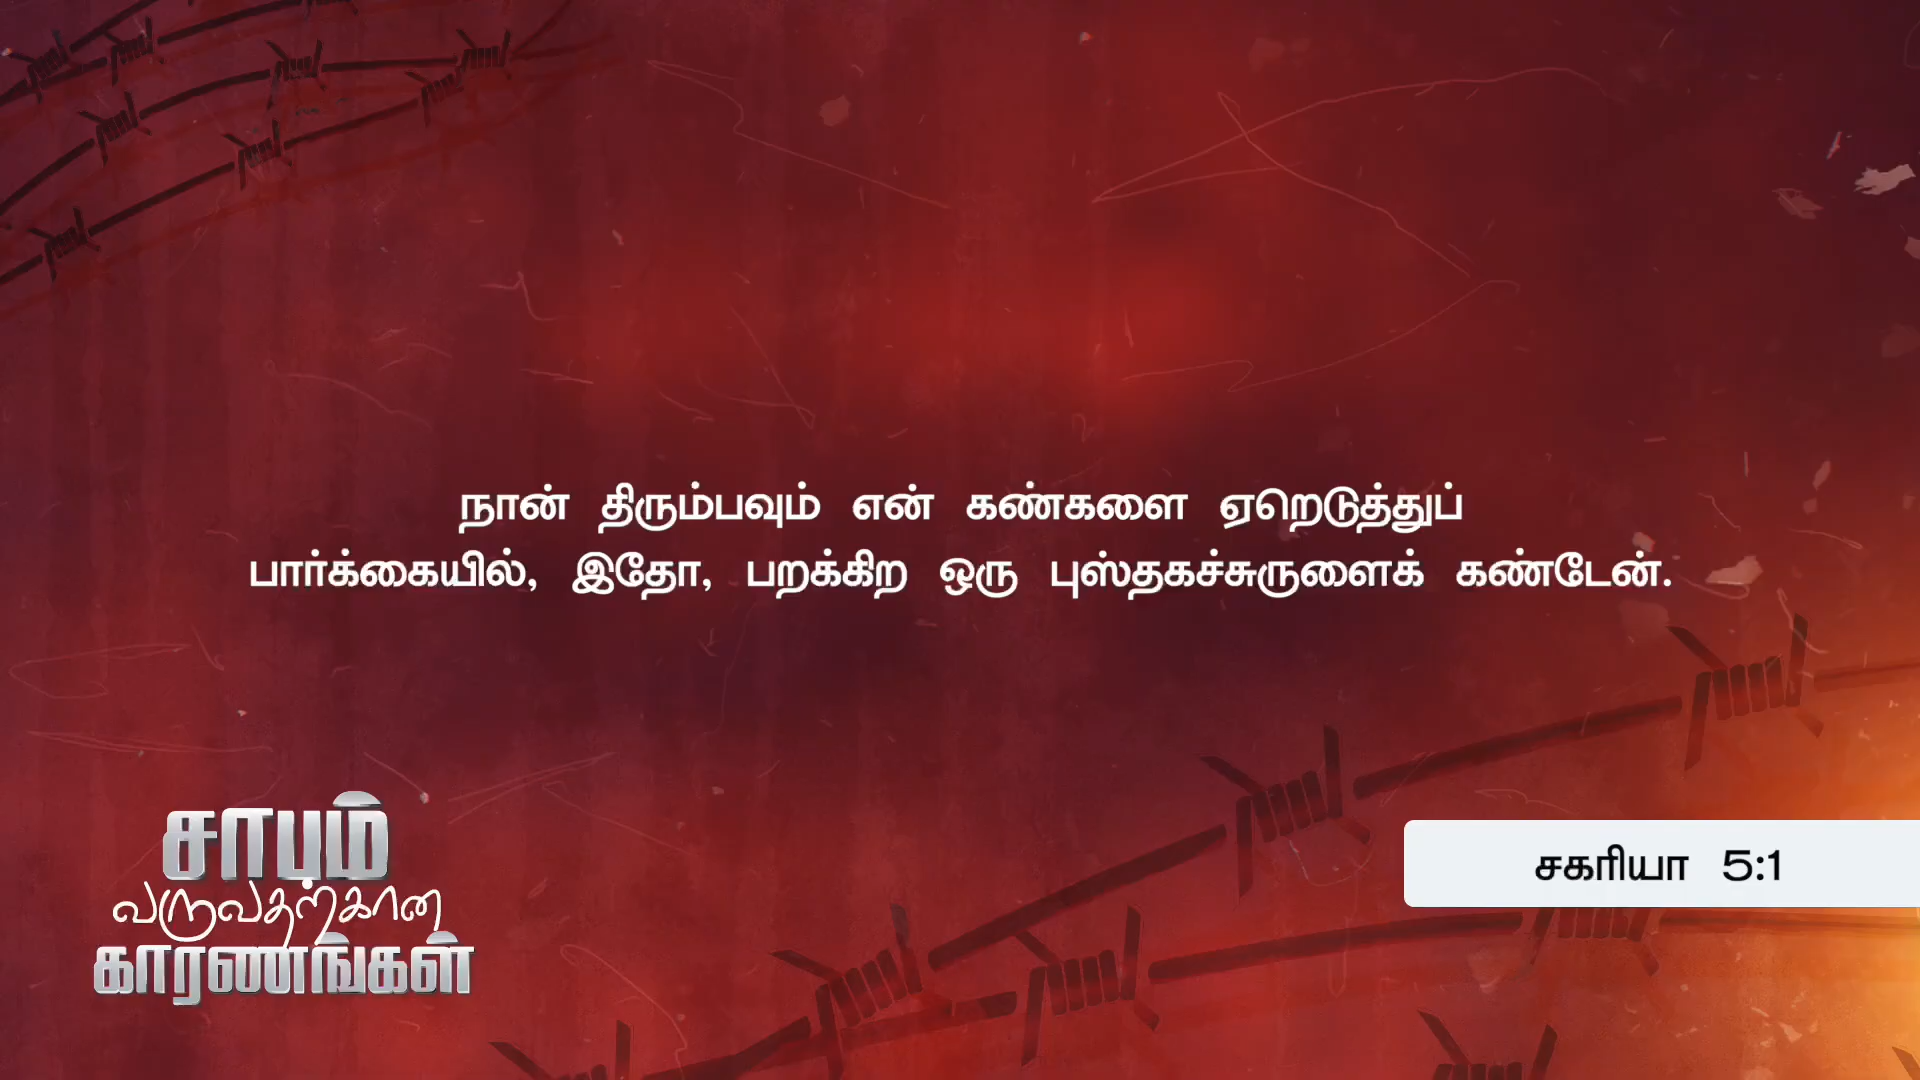 நான் திரும்பவும் என் கண்களை ஏறெடுத்துப்
பார்க்கையில், இதோ, பறக்கிற ஒரு புஸ்தகச்சுருளைக் கண்டேன்.
சாபம்
வருவதற்கான
காரணங்கள்
சகரியா 5:1